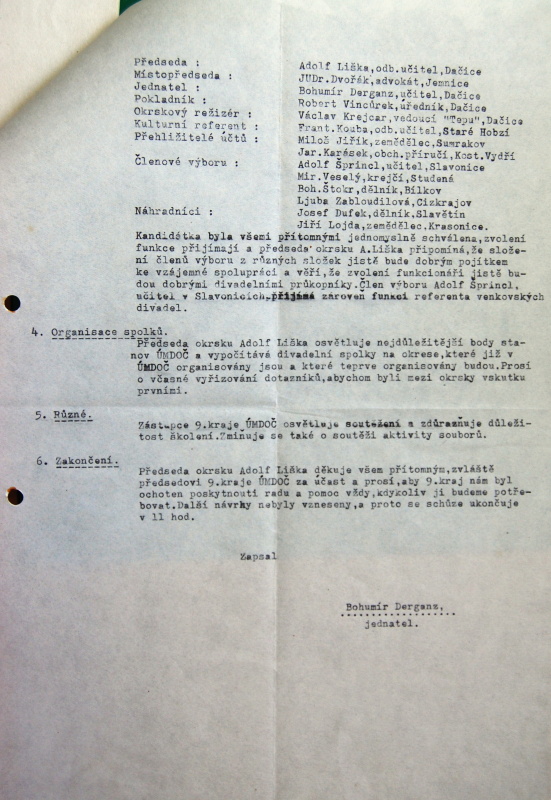 Předseda : Adolf Liška,odb.učitel,Dačice
Místopředseda : JUDr.Dvořák,advokát,Jemnice
Jednatel : Bohumír Derganz,učitel,Dačice
Pokladník : Robert Vincůrek,uředník,Dačice
Okrskový režizér : Václav Krejcar,vedoucí "Tepu",Dačice
Kulturní referent : Frant.Kouba,odb.učitel,Staré Hobzí
Přehližitelé účtů : Miloš Jiřík,zemědělec,Sumrakov
Jar.Karásek,obch.příručí,Kost.Vydří
Členové výboru : Adolf Šprincl,učitel,Slavonice
Mir.Veselý,krejčí,Studená
Boh.Štokr,dělník,Bílkov
Ljuba Zabloudilová,Cizkrajov
Náhradníci : Josef Dufek,dělník.Slavětín
Jiří Lojda,zemědělec,Krasonice.
Kandidátka byla všemi přítomnými jednomyslně schválena,zvolení
funkce přijímají a předseda okrsku A.Liška připomíná,že slože-
ní členů výboru z různých složek jistě bude dobrým pojítkem
ke vzájemné spolupráci a věří,že zvolení funkcionáři jistě bu-
dou dobrými divadelními průkopníky.Člen výboru Adolf Šprincl,
učitel v Slavonicích,přijímá zároveň funkci referenta venkovských
divadel.
4. Organisace spolků.
Předseda okrsku Adolf Liška osvětluje nejdůležitější body sta-
nov ÚMDOČ a vypočítává divadelní spolky na okrese,které již v
ÚMDOČ organisovány jsou a které teprve organisovány budou.Prosí
o včasné vyřizování dotazníků,abychom byli mezi okrsky vskutku
prvními.
5. Různé.
Zástupce 9.kraje ÚMDOČ osvětluje soutěžení a zdůrazňuje důleži-
tost školení.Zmiňuje se také o soutěži aktivity souborů.
6. Zakončení.
Předseda okrsku Adolf Liška děkuje všem přítomným,zvláště
předsedovi 9.kraje ÚMDOČ za účast a prosí,aby 9.kraj nám byl
ochoten poskytnouti radu a pomoc vždy,kdykoliv jí budeme potře-
bovat.Další návrhy nebyly vzneseny,a proto se schůze ukončuje
v 11 hod.
Zapsal
Bohumír Derganz,
jednatel.